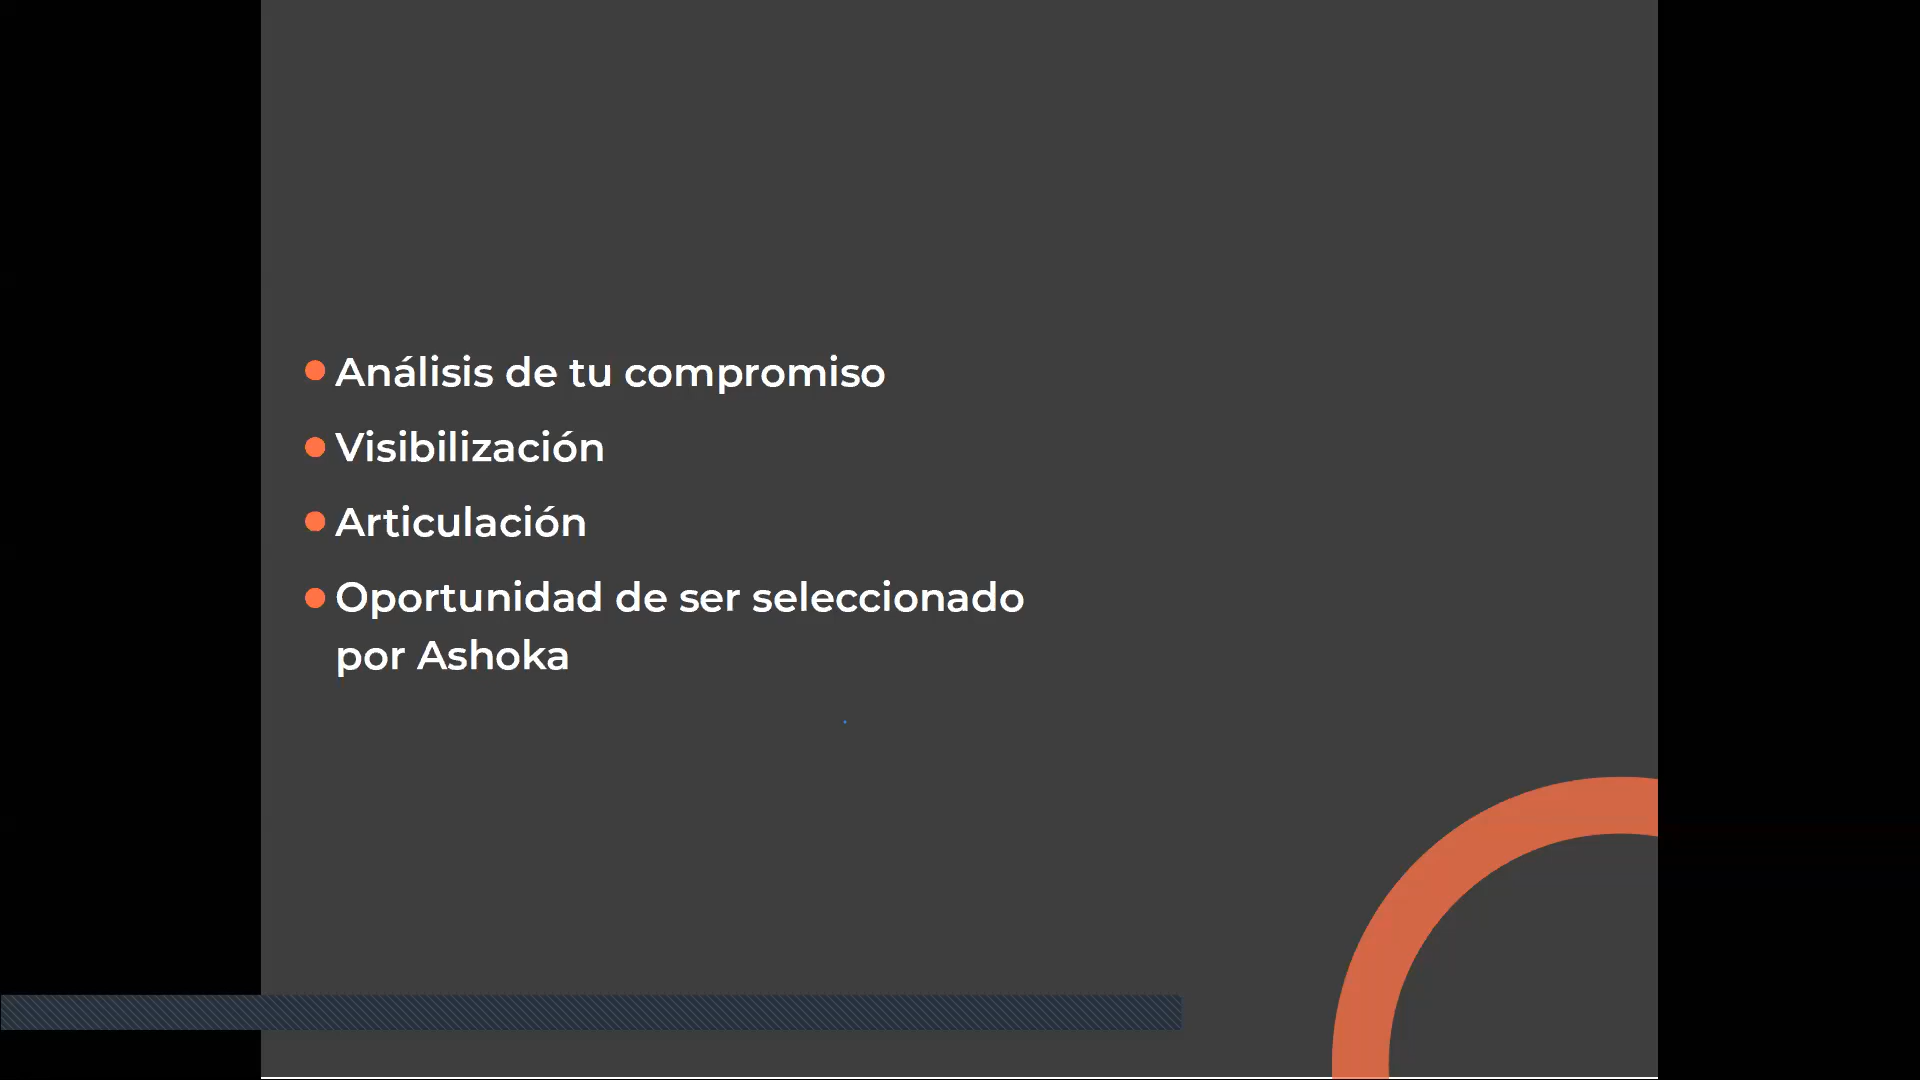 Análisis de tu compromiso
Visibilización
Articulación
Oportunidad de ser seleccionado
por Ashoka